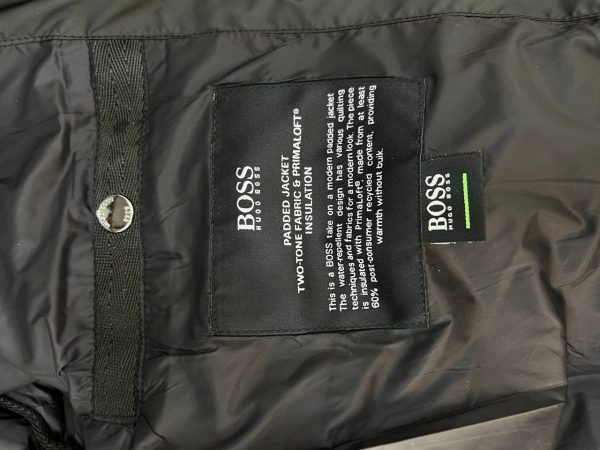 BOSS
HUGO BOSS
PADDED JACKET
TWO-TONE FABRIC & PRIMALOFT®
INSULATION
This is a BOSS take on a modern padded jacket
The water-repellent design has various quilting
techniques and fabrics for a modern look. The piece
is insulated with PrimaLoft®, made from at least
60% post-consumer recycled content, providing
warmth without bulk.
BOSS
HUGO BOSS